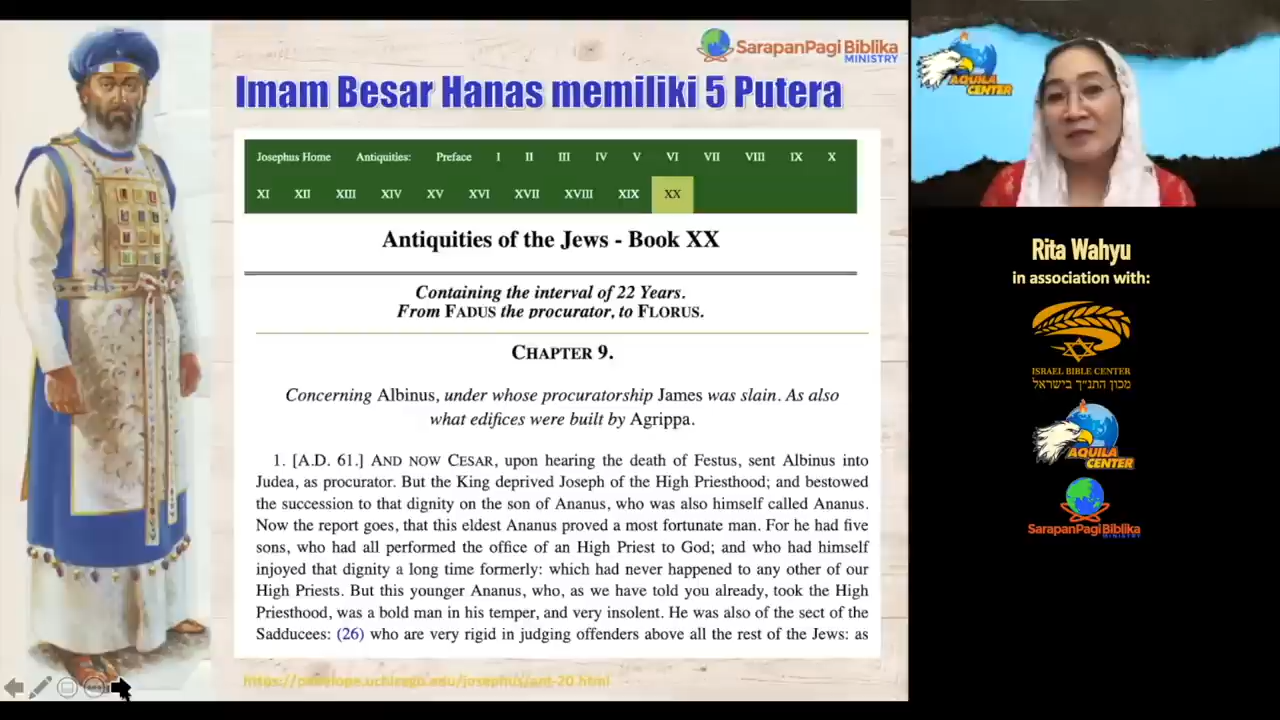 SarapanPagi Biblika
MINISTRY
Imam Besar Hanas memiliki 5 Putera
Josephus Home Antiquities: Preface I II III IV V VI VII VIII IX X
XI XII XIII XIV XV XVI XVII XVIII XIX XX
Antiquities of the Jews - Book XX
Containing the interval of 22 Years.
From FADUS the procurator, to FLORUS.
CHAPTER 9.
Concerning Albinus, under whose procuratorship James was slain. As also
what edifices were built by Agrippa.
1. [A.D. 61.] AND NOW CESAR, upon hearing the death of Festus, sent Albinus into
Judea, as procurator. But the King deprived Joseph of the High Priesthood; and bestowed
the succession to that dignity on the son of Ananus, who was also himself called Ananus.
Now the report goes, that this eldest Ananus proved a most fortunate man. For he had five
sons, who had all performed the office of an High Priest to God; and who had himself
injoyed that dignity a long time formerly: which had never happened to any other of our
High Priests. But this younger Ananus, who, as we have told you already, took the High
Priesthood, was a bold man in his temper, and very insolent. He was also of the sect of the
Sadducees: (26) who are very rigid in judging offenders above all the rest of the Jews: as
https://penelope.uchicago.edu/josephus/ant-20.html
AQUILA
CENTER
Rita Wahyu
in association with:
ISRAEL BIBLE CENTER
מכון התנ״ך בישראל
AQUILA
CENTER
SarapanPagi Biblika
MINISTRY